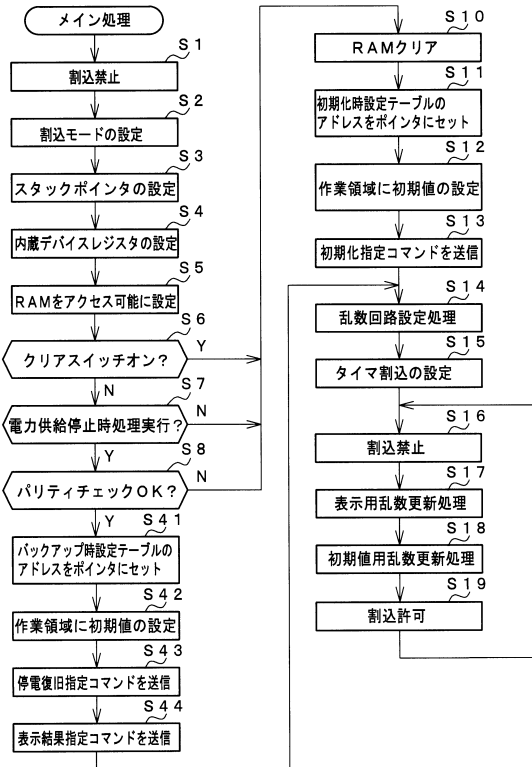 メイン処理
S1
割込禁止
S2
割込モードの設定
S3
スタックポインタの設定
S4
内蔵デバイスレジスタの設定
S5
RAMをアクセス可能に設定
S6
クリアスイッチオン?
Y
N
S7
電力供給停止時処理実行?
N
Y
S8
パリティチェックOK?
N
Y
S41
バックアップ時設定テーブルの
アドレスをポインタにセット
S42
作業領域に初期値の設定
S43
停電復旧指定コマンドを送信
S44
表示結果指定コマンドを送信
S10
RAMクリア
S11
初期化時設定テーブルの
アドレスをポインタにセット
S12
作業領域に初期値の設定
S13
初期化指定コマンドを送信
S14
乱数回路設定処理
S15
タイマ割込の設定
S16
割込禁止
S17
表示用乱数更新処理
S18
初期値用乱数更新処理
S19
割込許可